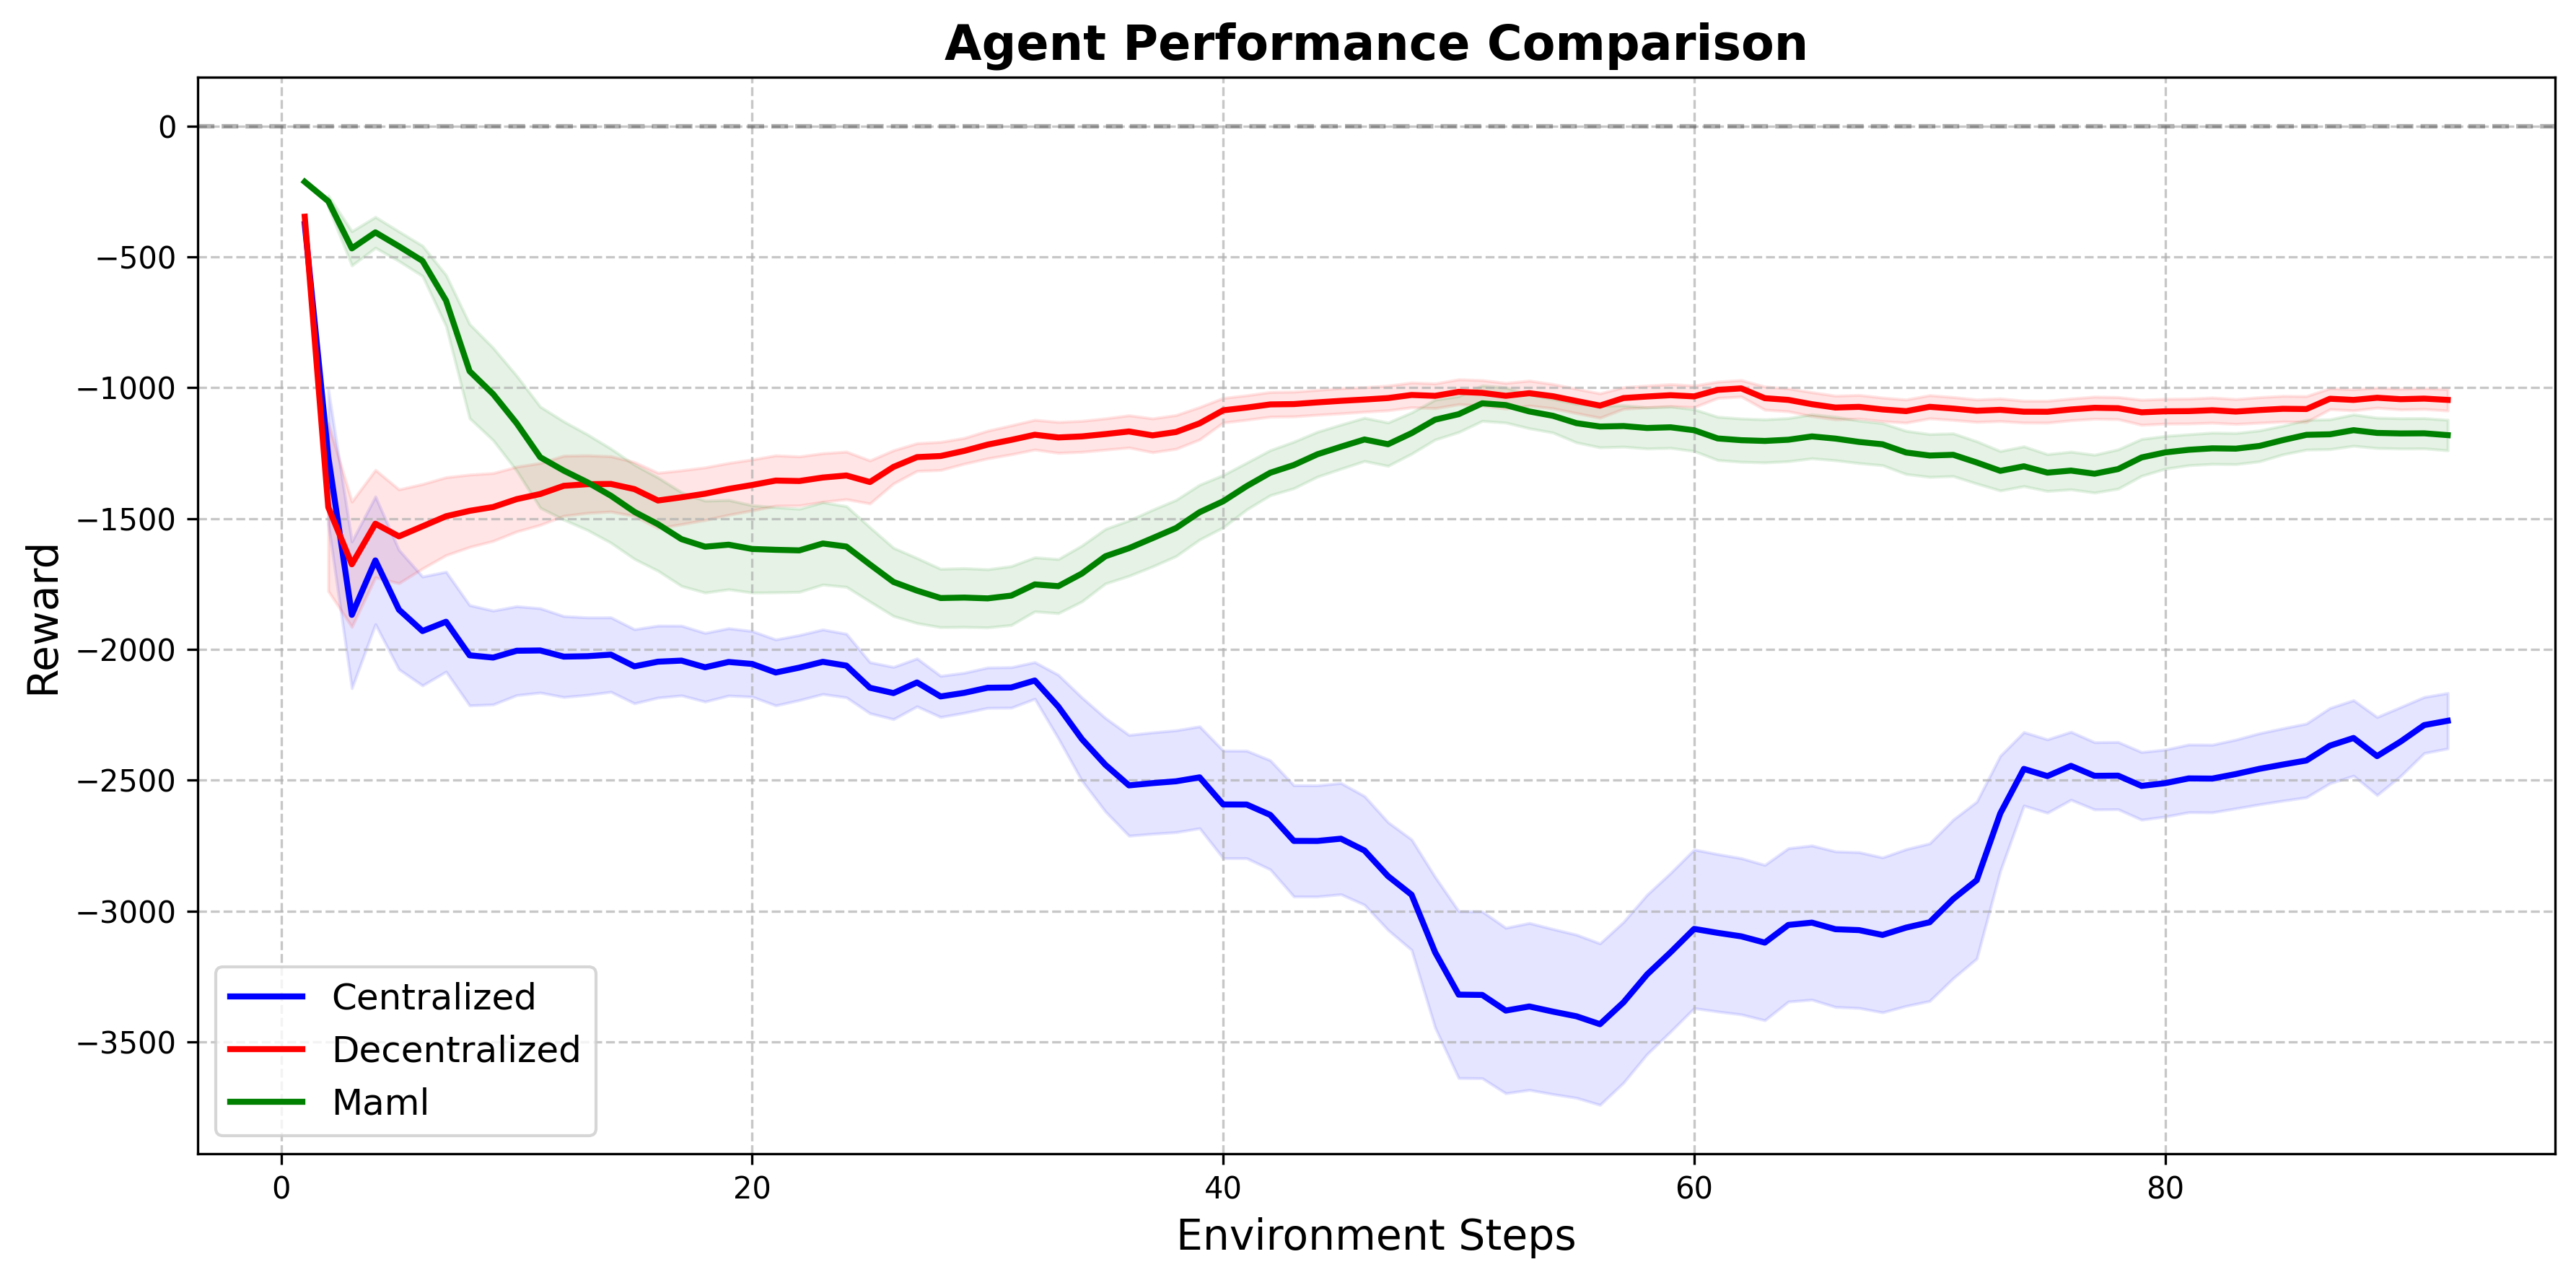 Agent Performance Comparison
Reward
0
−500
−1000
−1500
−2000
−2500
−3000
−3500
Centralized
Decentralized
Maml
0 20 40 60 80
Environment Steps